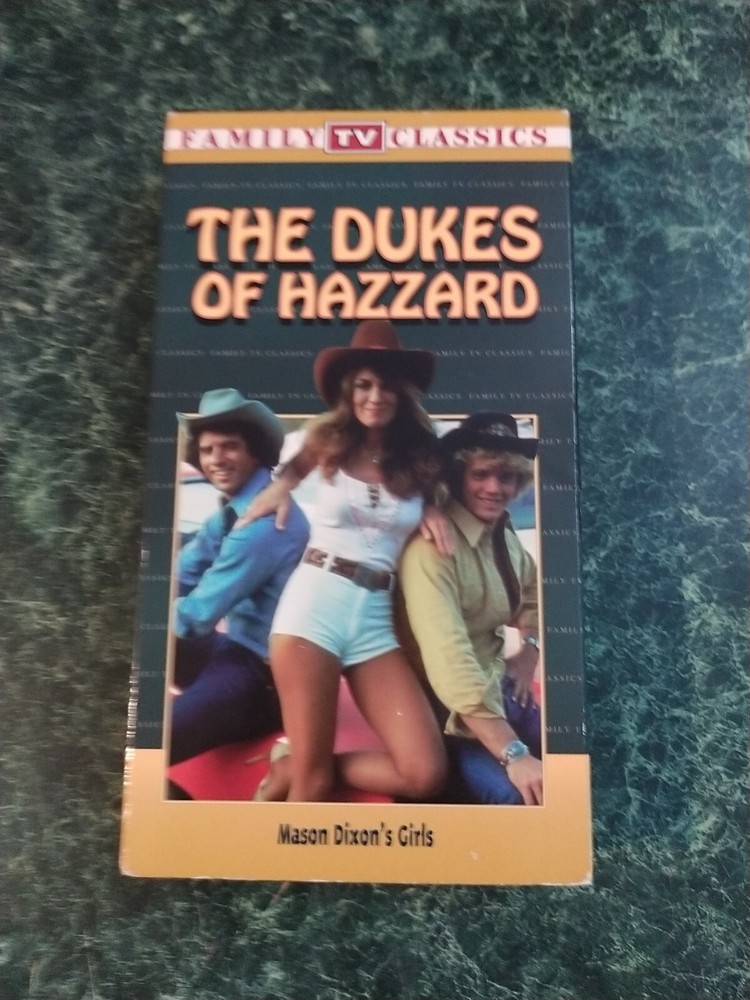 FAMILY TV CLASSICS
THE DUKES
OF HAZZARD
Mason Dixon's Girls